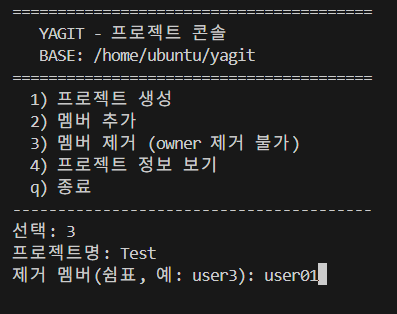 ========================================
YAGIT - 프로젝트 콘솔
BASE: /home/ubuntu/yagit
========================================
1) 프로젝트 생성
2) 멤버 추가
3) 멤버 제거 (owner 제거 불가)
4) 프로젝트 정보 보기
q) 종료
----------------------------------------
선택: 3
프로젝트명: Test
제거 멤버(쉼표, 예: user3): user01